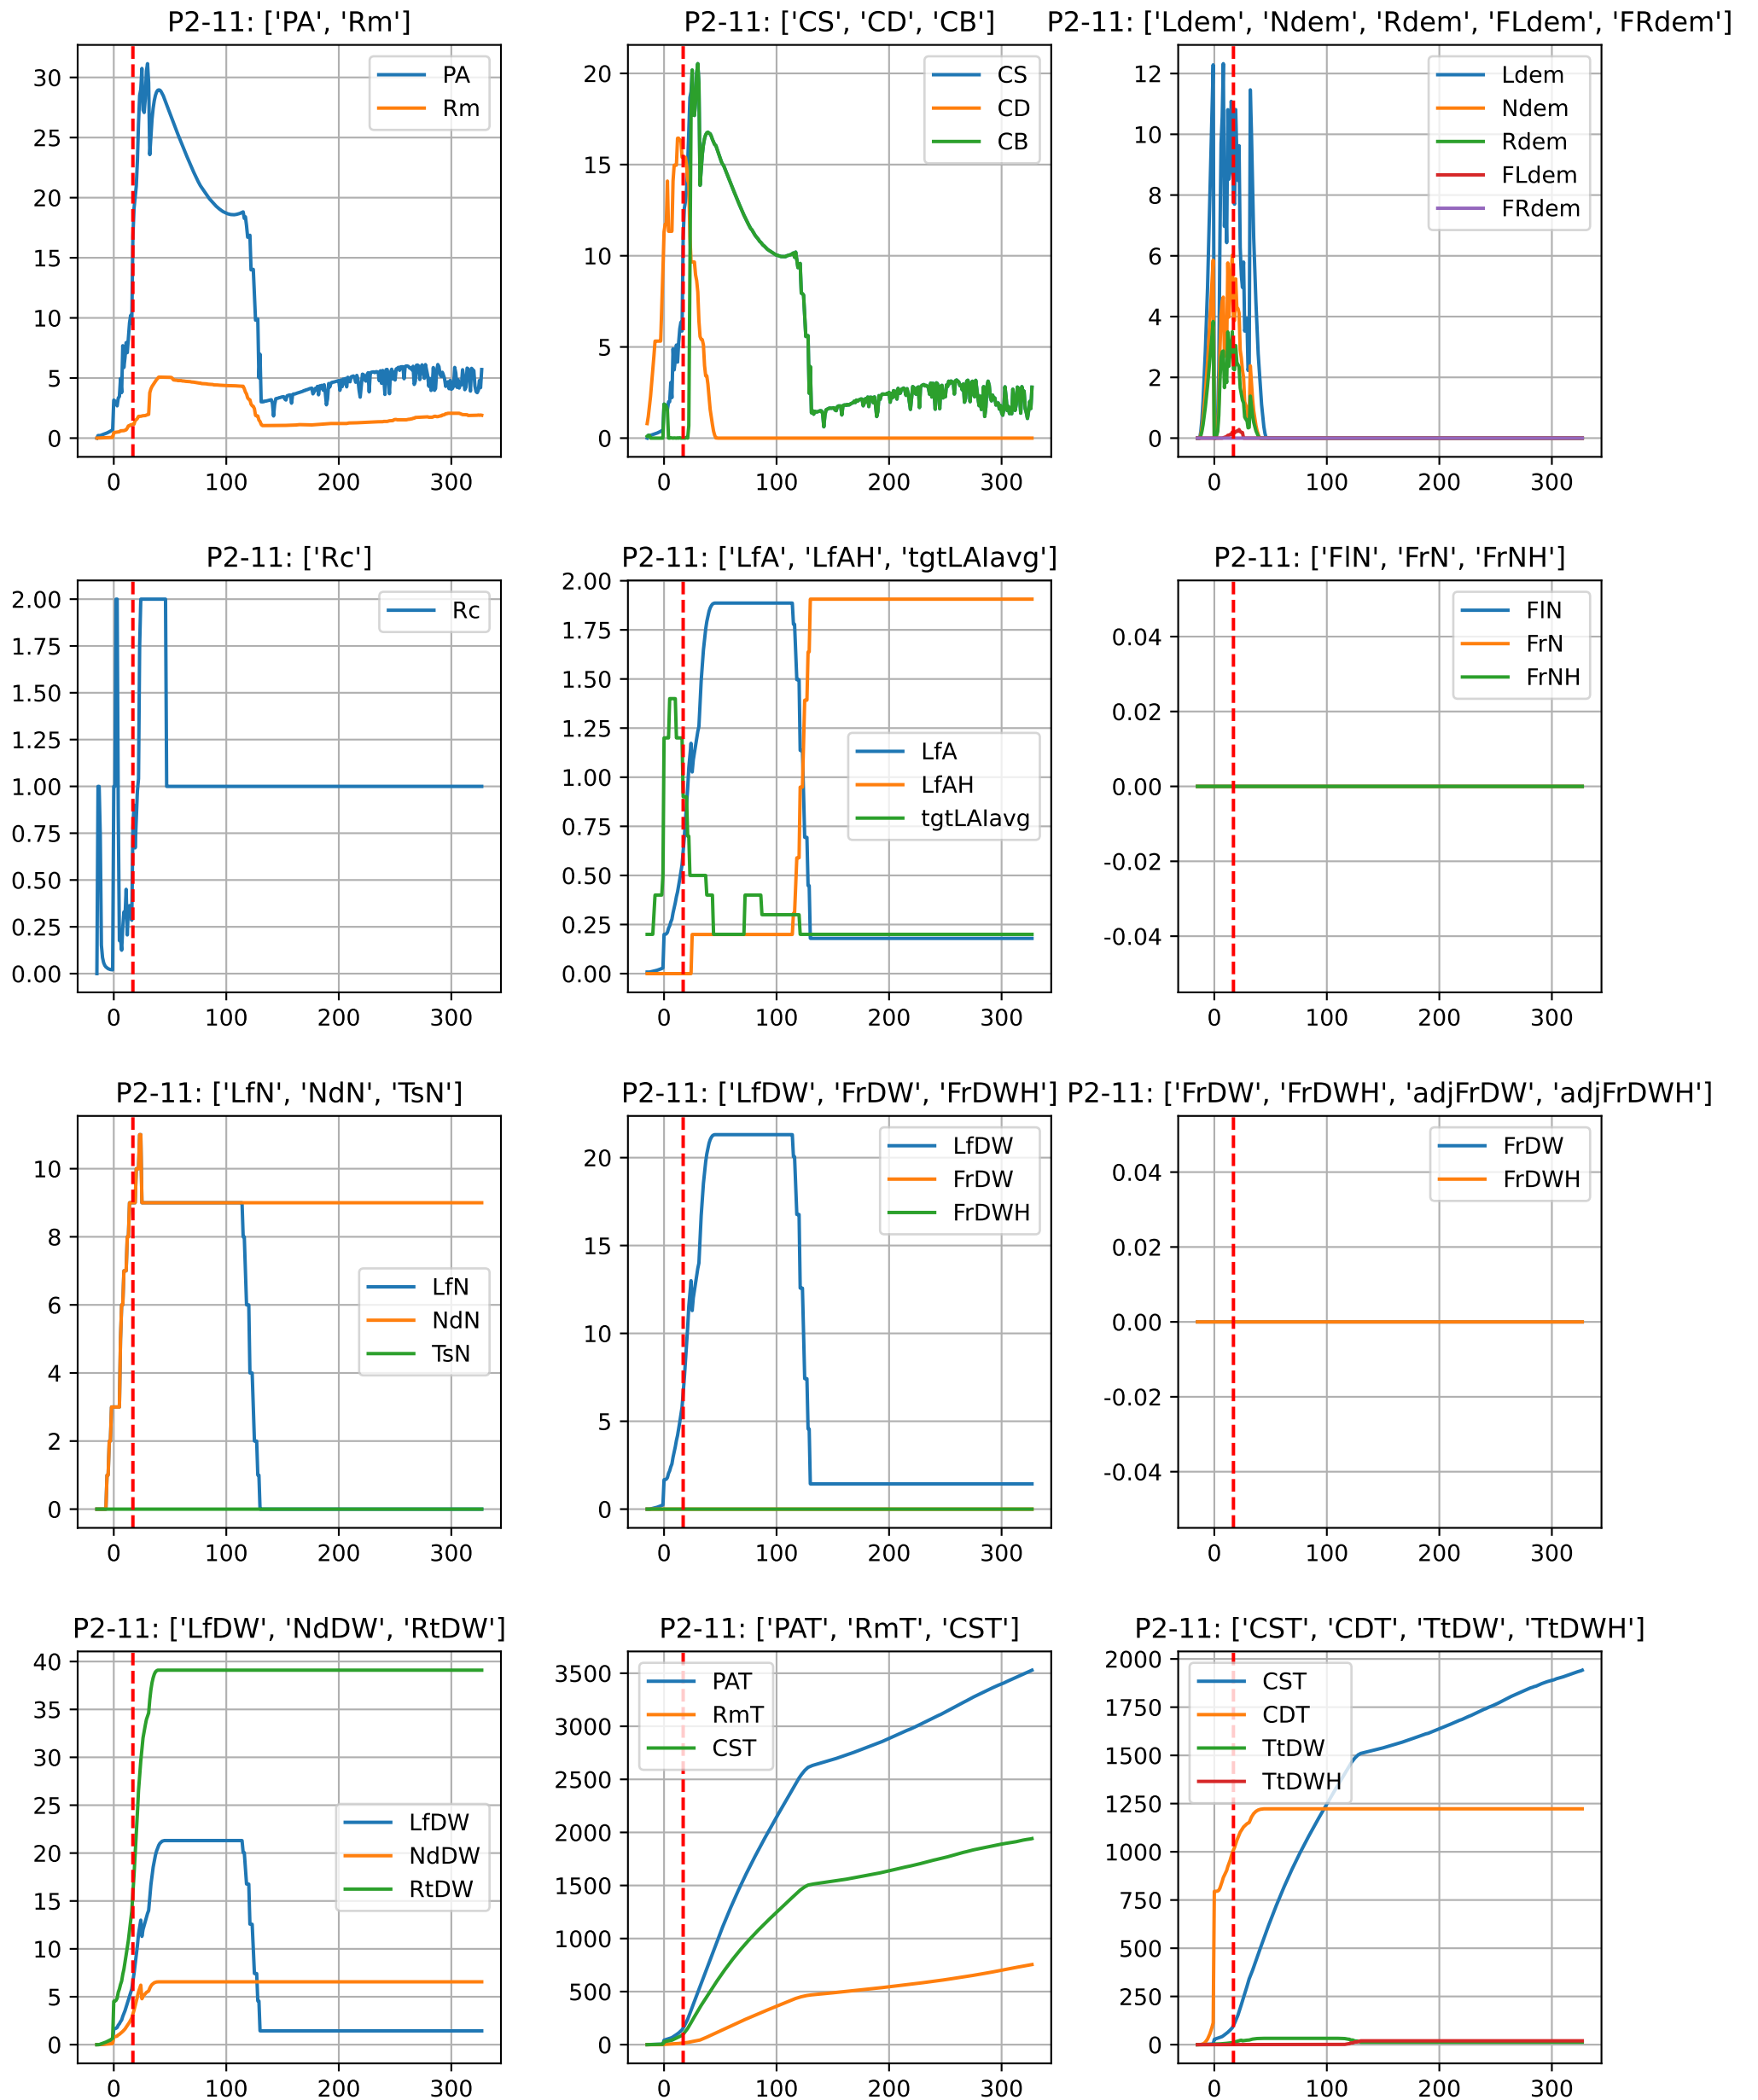 P2-11: ['PA', 'Rm']
30
25
20
15
10
5
0
0 100 200 300
PA
Rm
P2-11: ['CS', 'CD', 'CB']
20
15
10
5
0
0 100 200 300
CS
CD
CB
P2-11: ['Ldem', 'Ndem', 'Rdem', 'FLdem', 'FRdem']
12
10
8
6
4
2
0
0 100 200 300
Ldem
Ndem
Rdem
FLdem
FRdem
P2-11: ['Rc']
2.00
1.75
1.50
1.25
1.00
0.75
0.50
0.25
0.00
0 100 200 300
Rc
P2-11: ['LfA', 'LfAH', 'tgtLAIavg']
2.00
1.75
1.50
1.25
1.00
0.75
0.50
0.25
0.00
0 100 200 300
LfA
LfAH
tgtLAIavg
P2-11: ['FlN', 'FrN', 'FrNH']
0.04
0.02
0.00
-0.02
-0.04
0 100 200 300
FlN
FrN
FrNH
P2-11: ['LfN', 'NdN', 'TsN']
10
8
6
4
2
0
0 100 200 300
LfN
NdN
TsN
P2-11: ['LfDW', 'FrDW', 'FrDWH']
20
15
10
5
0
0 100 200 300
LfDW
FrDW
FrDWH
P2-11: ['FrDW', 'FrDWH', 'adjFrDW', 'adjFrDWH']
0.04
0.02
0.00
-0.02
-0.04
0 100 200 300
FrDW
FrDWH
P2-11: ['LfDW', 'NdDW', 'RtDW']
40
35
30
25
20
15
10
5
0
0 100 200 300
LfDW
NdDW
RtDW
P2-11: ['PAT', 'RmT', 'CST']
3500
3000
2500
2000
1500
1000
500
0
0 100 200 300
PAT
RmT
CST
P2-11: ['CST', 'CDT', 'TtDW', 'TtDWH']
2000
1750
1500
1250
1000
750
500
250
0
0 100 200 300
CST
CDT
TtDW
TtDWH